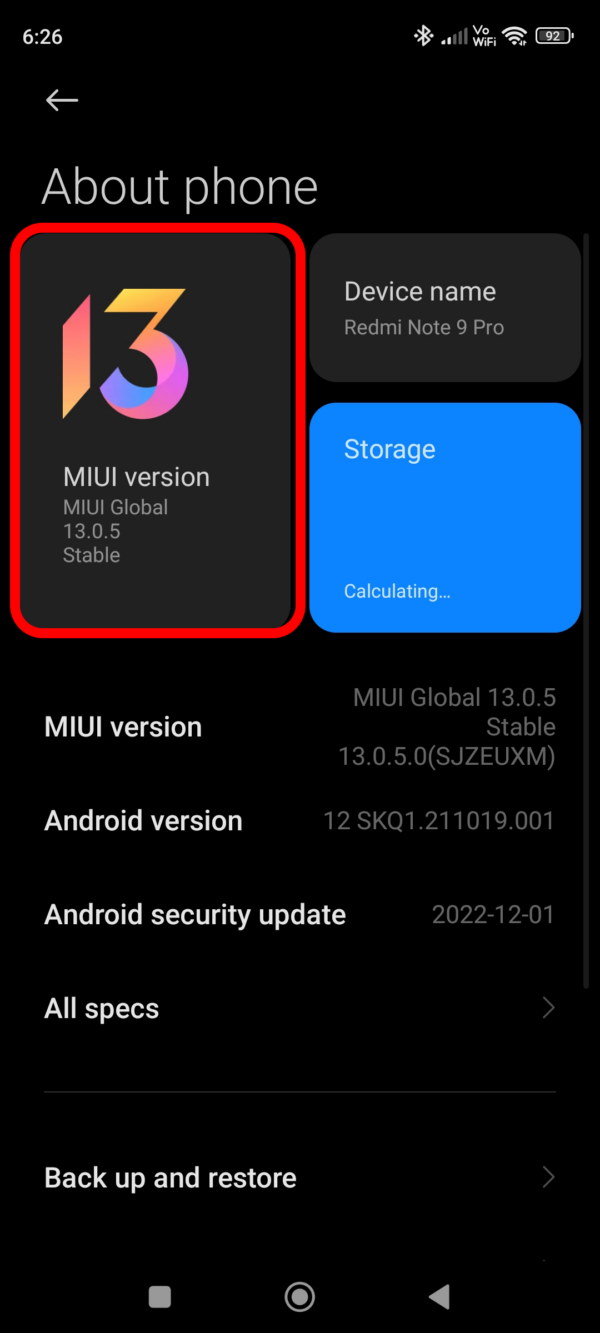 6:26
Vo
WiFi
92
About phone
13
MIUI version
MIUI Global
13.0.5
Stable
Device name
Redmi Note 9 Pro
Storage
Calculating...
MIUI version
MIUI Global 13.0.5
Stable
13.0.5.0(SJZEUXM)
Android version
12 SKQ1.211019.001
Android security update
2022-12-01
All specs
Back up and restore